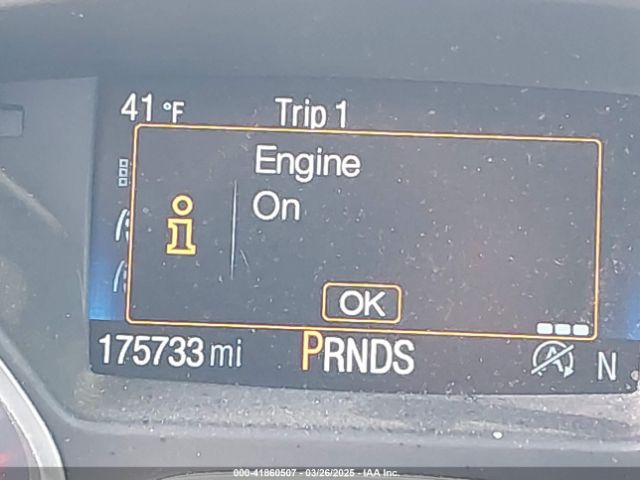 41 °F Trip 1
Engine
On
OK
175733 mi PRNDS N
000-41860507 - 03/26/2025 - IAA Inc.